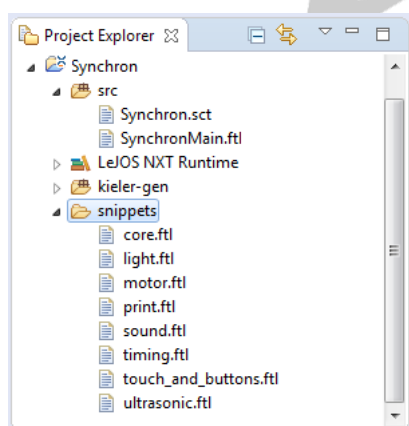 Project Explorer
Synchron
src
Synchron.sct
SynchronMain.ftl
LeJOS NXT Runtime
kieler-gen
snippets
core.ftl
light.ftl
motor.ftl
print.ftl
sound.ftl
timing.ftl
touch_and_buttons.ftl
ultrasonic.ftl